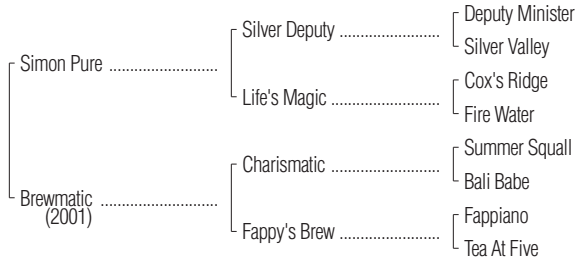 Deputy Minister
Silver Deputy ..........................
Silver Valley
Simon Pure ............................
Cox's Ridge
Life's Magic ............................
Fire Water
Summer Squall
Charismatic ............................
Bali Babe
Brewmatic ..............................
(2001)
Fappiano
Fappy's Brew ..........................
Tea At Five